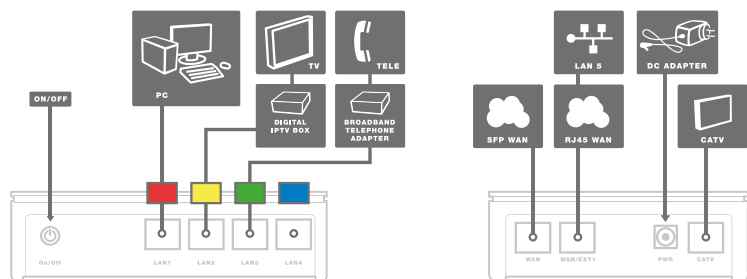 PC
TV
TELE
ON/OFF
DIGITAL
IPTV BOX
BROADBAND
TELEPHONE
ADAPTER
On/Off
LAN1
LAN2
LAN3
LAN4
LAN 5
DC ADAPTER
SFP WAN
RJ45 WAN
CATV
WAN
WAN/EXT1
PWR
CATV